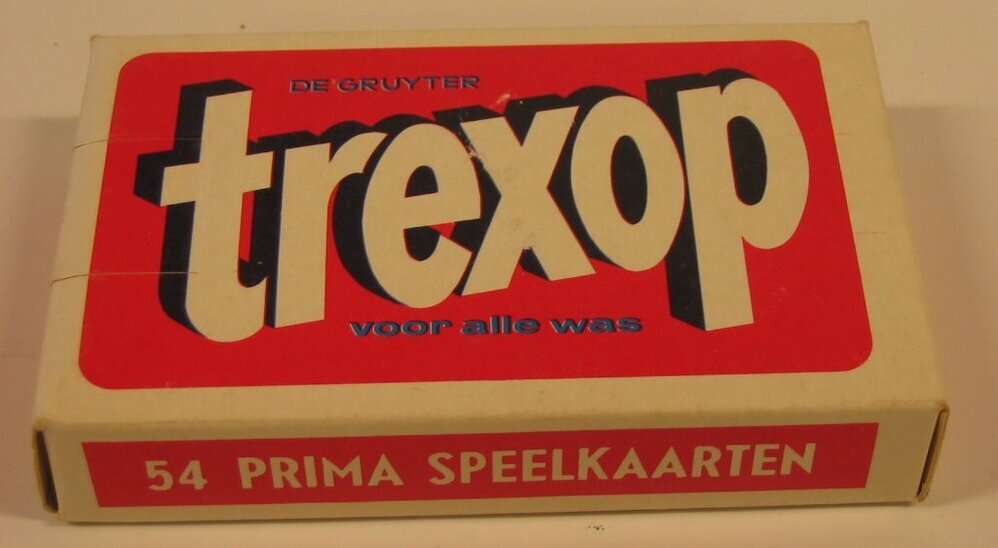 DE GRUYTER
trexop
voor alle was
54 PRIMA SPEELKAARTEN